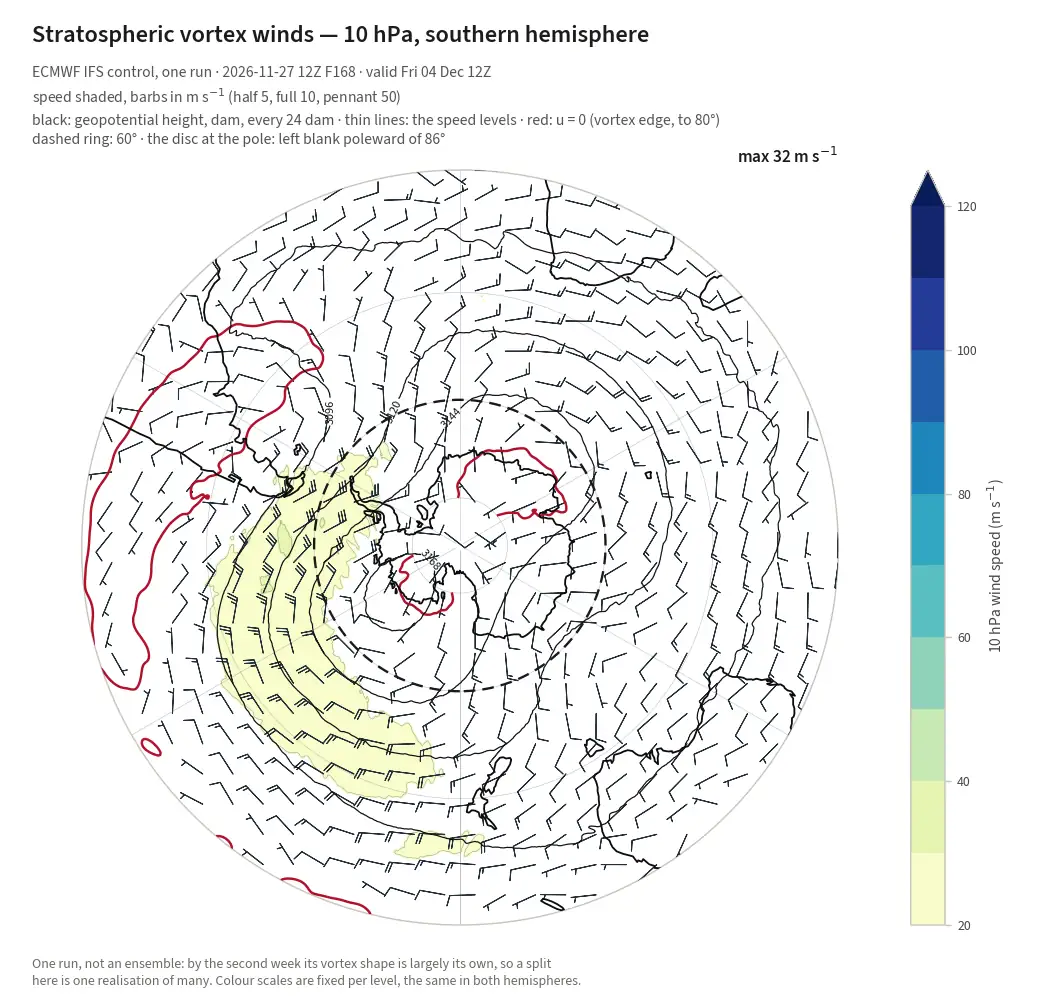 Stratospheric vortex winds — 10 hPa, southern hemisphere
ECMWF IFS control, one run · 2026-11-27 12Z F168 · valid Fri 04 Dec 12Z
speed shaded, barbs in m s⁻¹ (half 5, full 10, pennant 50)
black: geopotential height, dam, every 24 dam · thin lines: the speed levels · red: u = 0 (vortex edge, to 80°)
dashed ring: 60° · the disc at the pole: left blank poleward of 86°
max 32 m s⁻¹
120
100
80
60
40
20
10 hPa wind speed (m s⁻¹)
3096
3144
3168
One run, not an ensemble: by the second week its vortex shape is largely its own, so a split
here is one realisation of many. Colour scales are fixed per level, the same in both hemispheres.